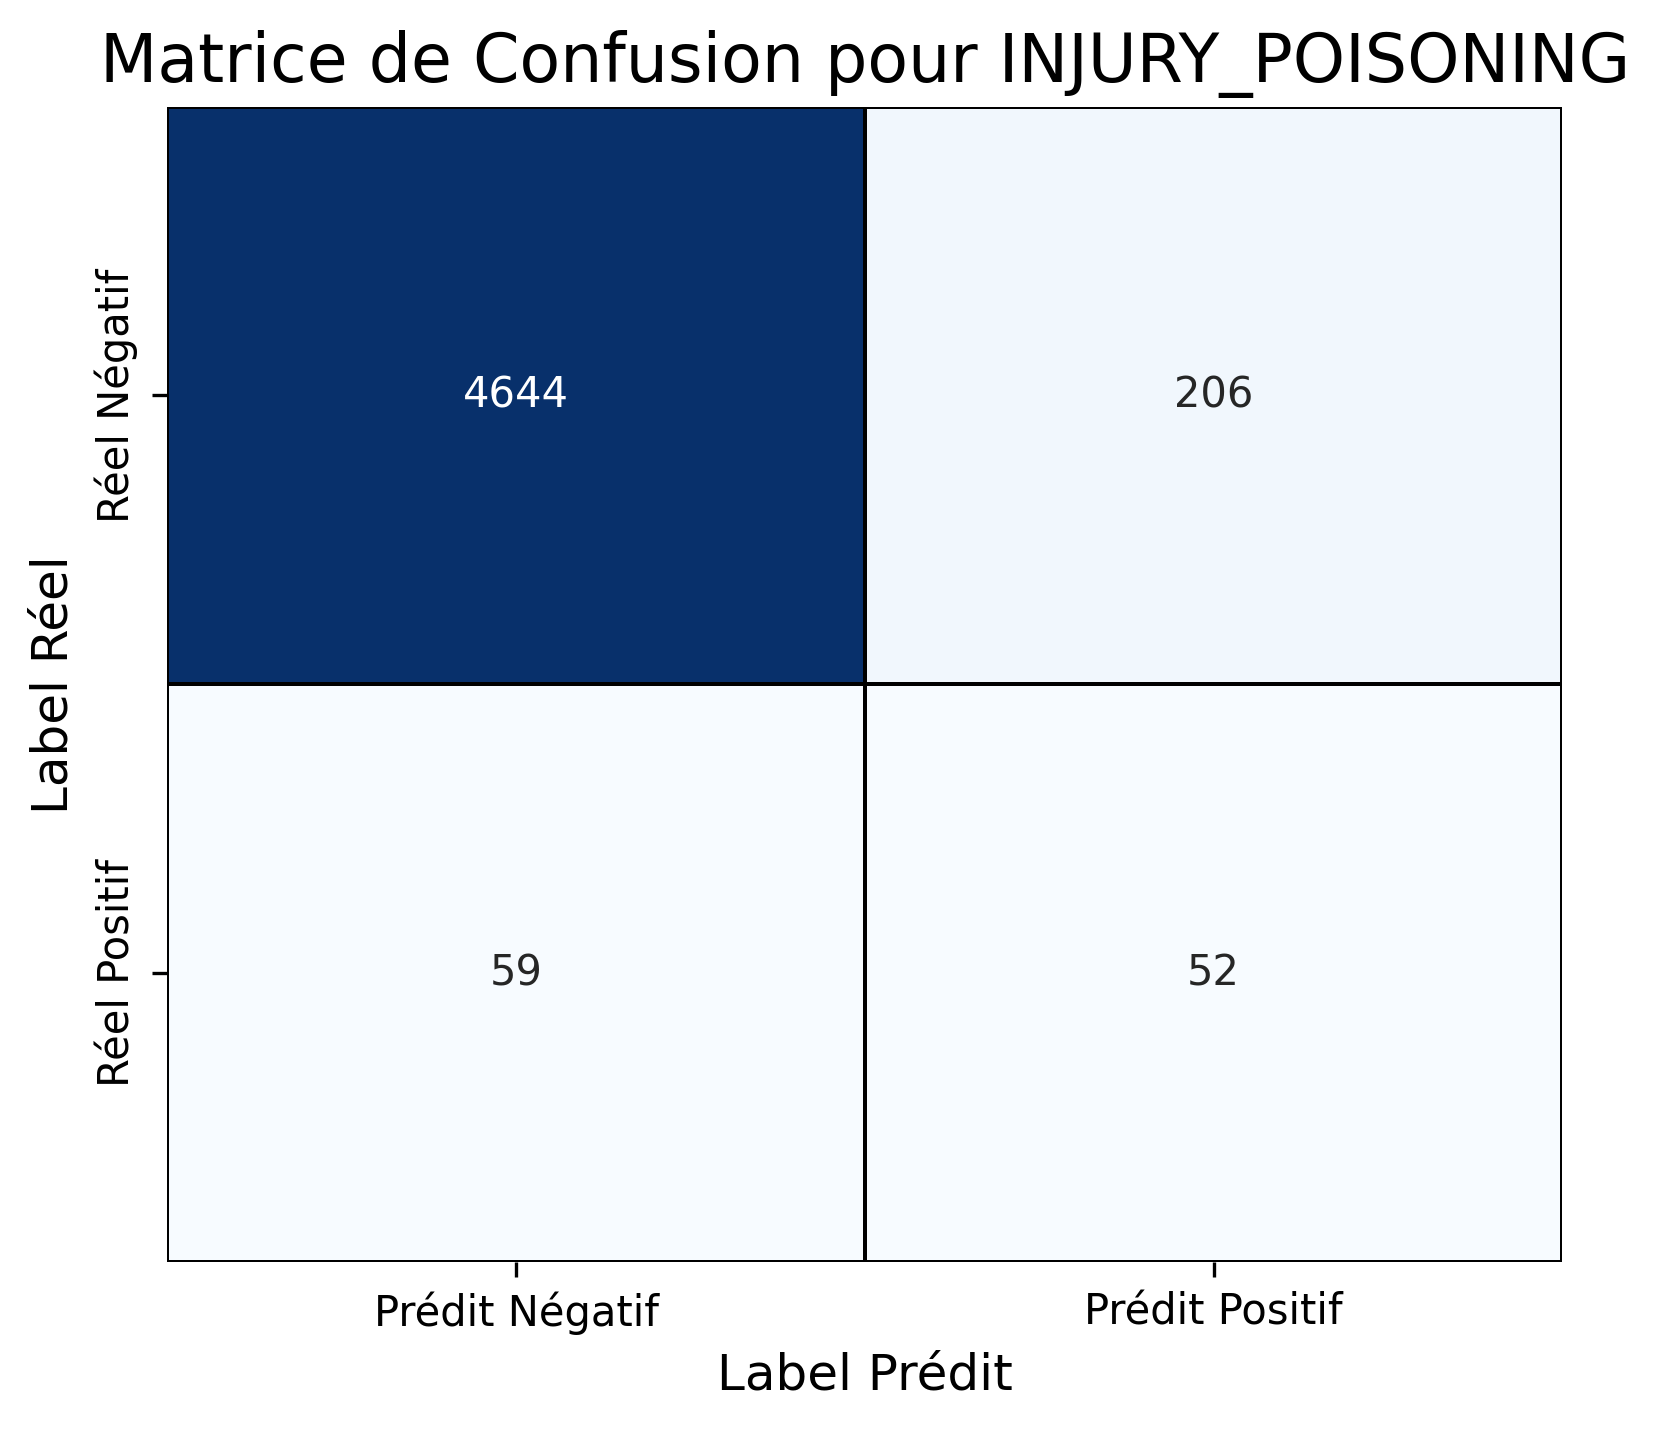 Matrice de Confusion pour INJURY_POISONING
Label Réel
Réel Négatif
4644
206
Réel Positif
59
52
Prédit Négatif
Prédit Positif
Label Prédit